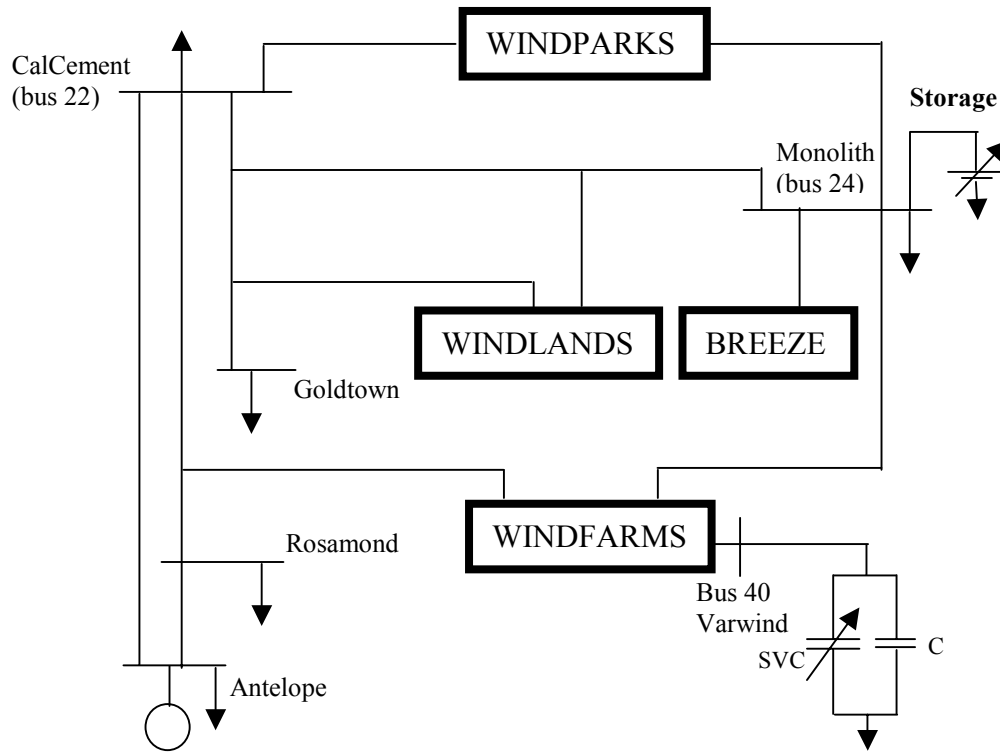 WINDPARKS
CalCement
(bus 22)
Storage
Monolith
(bus 24)
WINDLANDS
BREEZE
Goldtown
WINDFARMS
Rosamond
Bus 40
Varwind
SVC
C
Antelope